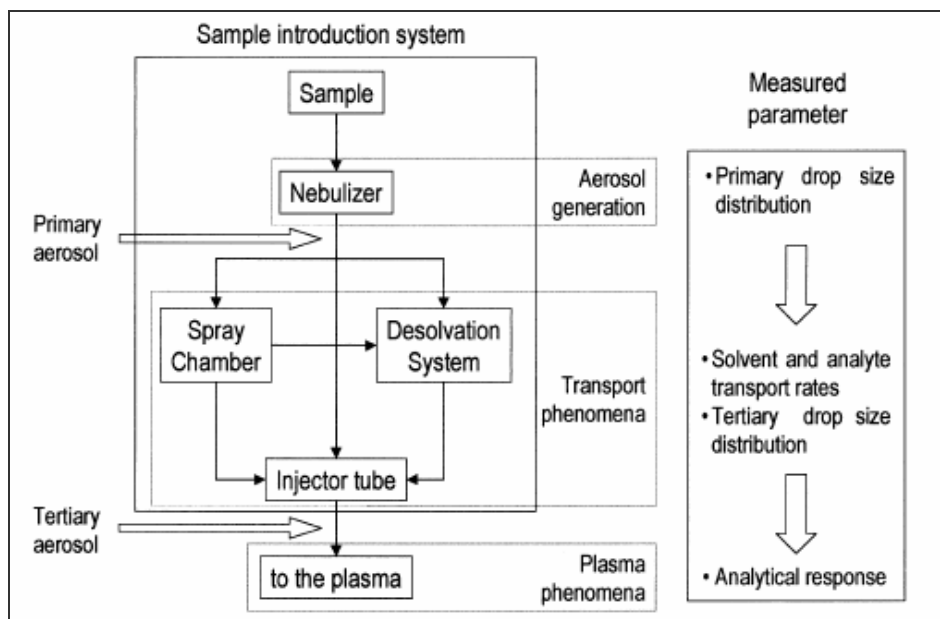 Sample introduction system
Sample
Nebulizer
Aerosol
generation
Primary
aerosol
Spray
Chamber
Desolvation
System
Transport
phenomena
Injector tube
Tertiary
aerosol
to the plasma
Plasma
phenomena
Measured
parameter
•Primary drop size
distribution
•Solvent and analyte
transport rates
•Tertiary drop size
distribution
•Analytical response